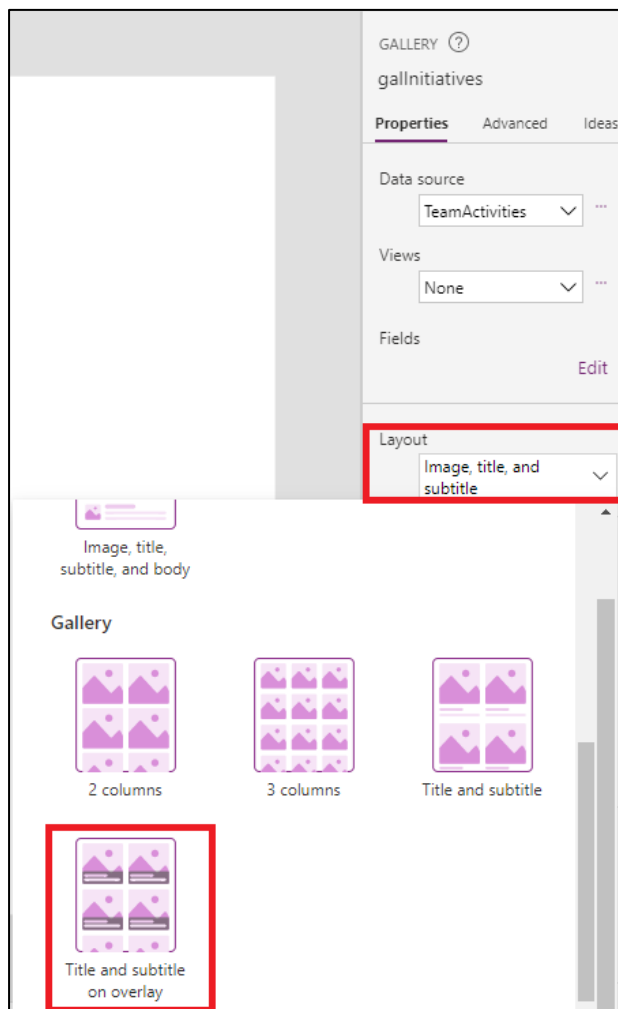 GALLERY ?
gallnitiatives
Properties Advanced Ideas
Data source
TeamActivities ...
Views
None ...
Fields
Edit
Layout
Image, title, and
subtitle
Image, title,
subtitle, and body
Gallery
2 columns 3 columns Title and subtitle
Title and subtitle
on overlay